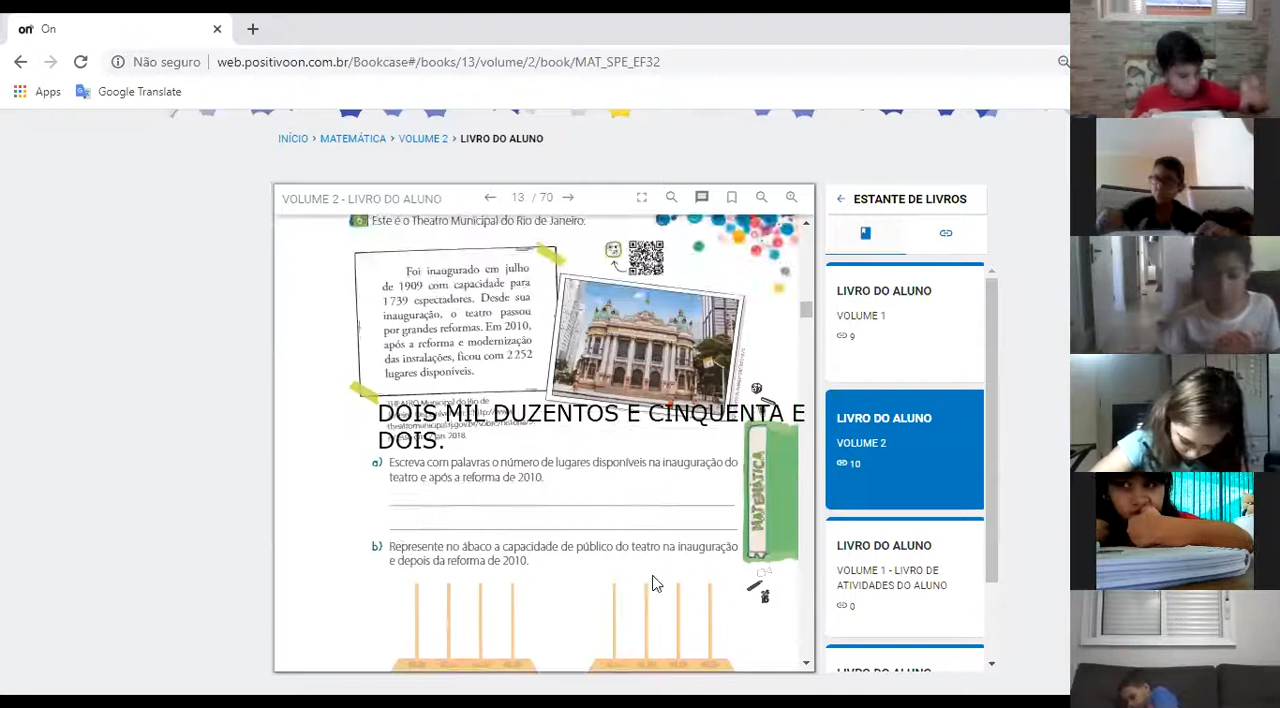 on On
Não seguro web.positivoon.com.br/Bookcase#/books/13/volume/2/book/MAT_SPE_EF32
Apps Google Translate
INÍCIO > MATEMÁTICA > VOLUME 2 > LIVRO DO ALUNO
VOLUME 2 - LIVRO DO ALUNO 13 / 70
Este é o Theatro Municipal do Rio de Janeiro.
Foi inaugurado em julho
de 1909 com capacidade para
1 739 espectadores. Desde sua
inauguração, o teatro passou
por grandes reformas. Em 2010,
após a reforma e modernização
das instalações, ficou com 2 252
lugares disponíveis.
DOIS MIL DUZENTOS E CINQUENTA E
DOIS.
a) Escreva com palavras o número de lugares disponíveis na inauguração do
teatro e após a reforma de 2010.
b) Represente no ábaco a capacidade de público do teatro na inauguração
e depois da reforma de 2010.
MATEMÁTICA
ESTANTE DE LIVROS
LIVRO DO ALUNO
VOLUME 1
9
LIVRO DO ALUNO
VOLUME 2
10
LIVRO DO ALUNO
VOLUME 1 - LIVRO DE
ATIVIDADES DO ALUNO
0
LIVRO DO ALUNO